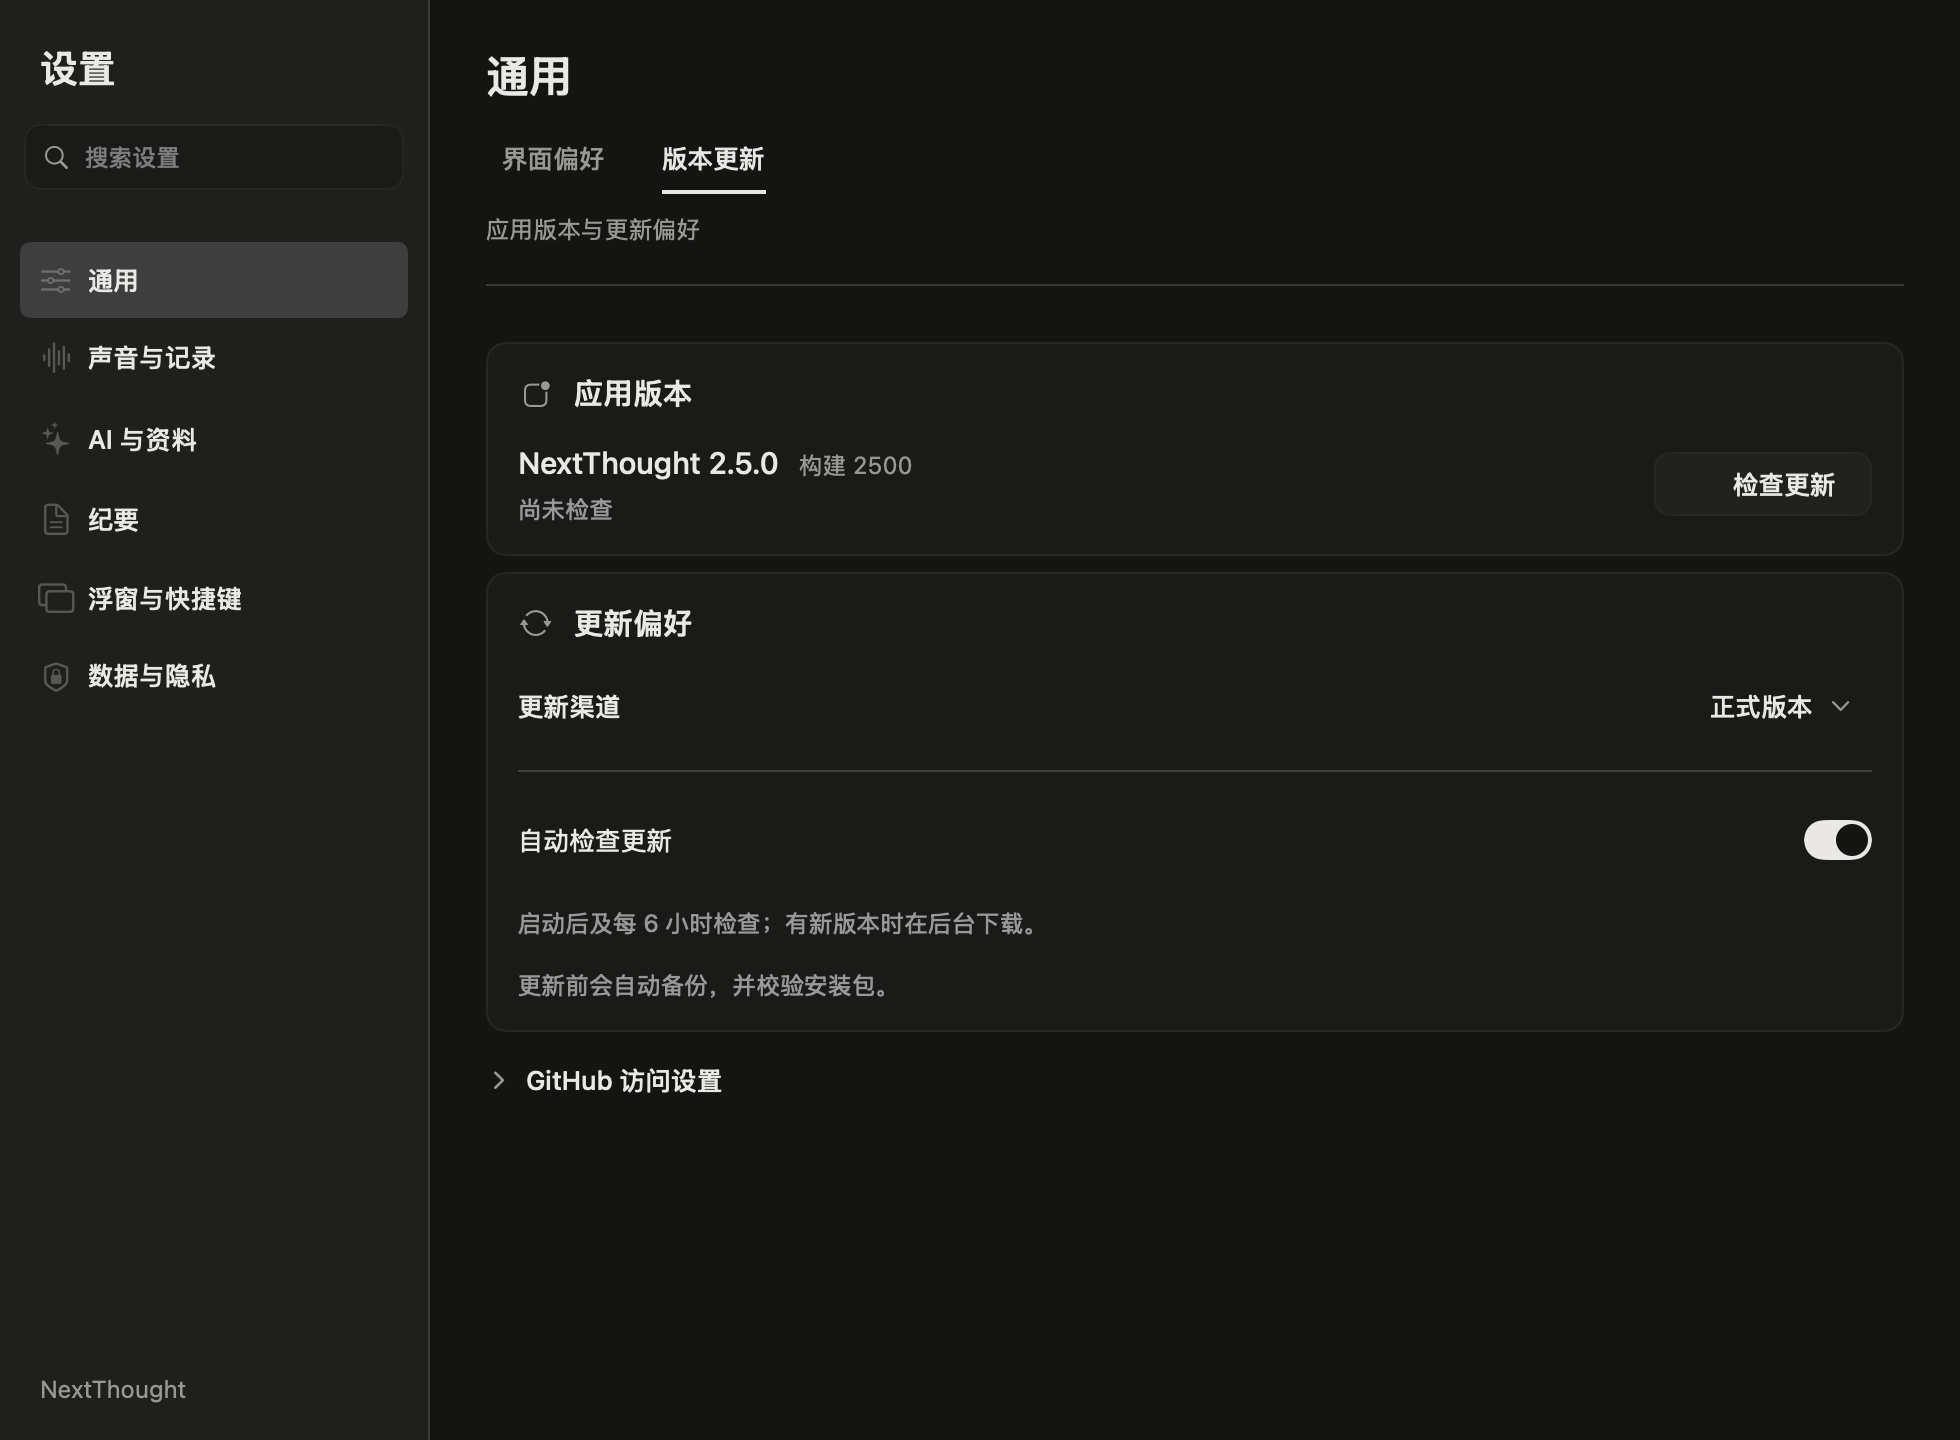 设置
搜索设置
通用
声音与记录
AI 与资料
纪要
浮窗与快捷键
数据与隐私
NextThought
通用
界面偏好 版本更新
应用版本与更新偏好
应用版本
NextThought 2.5.0 构建 2500
尚未检查
检查更新
更新偏好
更新渠道 正式版本
自动检查更新
启动后及每 6 小时检查；有新版本时在后台下载。
更新前会自动备份，并校验安装包。
GitHub 访问设置